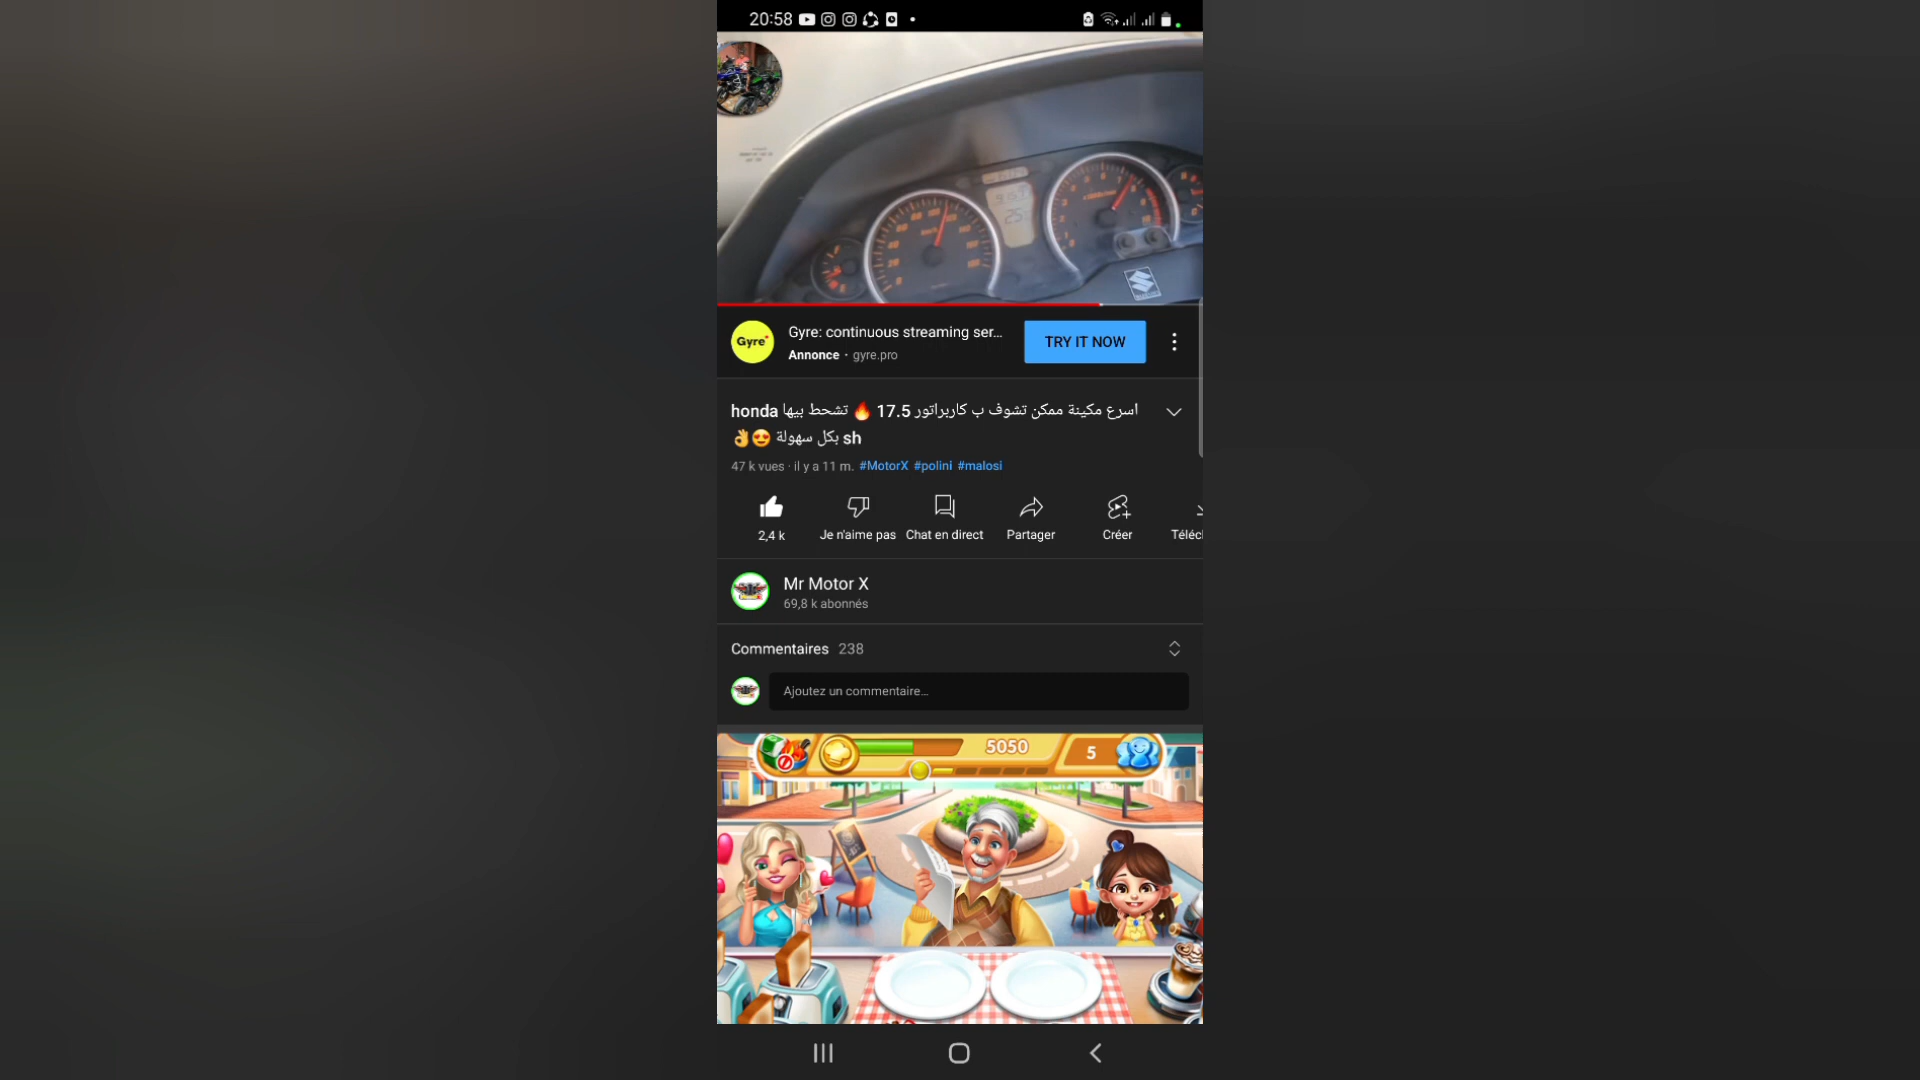 20:58
Gyre
Gyre: continuous streaming ser...
Annonce · gyre.pro
TRY IT NOW
اسرع مكينة ممكن تشوف ب كاربراتور 17.5 🔥 تشحط بيها honda
sh بكل سهولة 😍👌
47 k vues · il y a 11 m. #MotorX #polini #malosi
2,4 k
Je n'aime pas
Chat en direct
Partager
Créer
Téléc
Mr Motor X
69,8 k abonnés
Commentaires 238
Ajoutez un commentaire...
5050
5